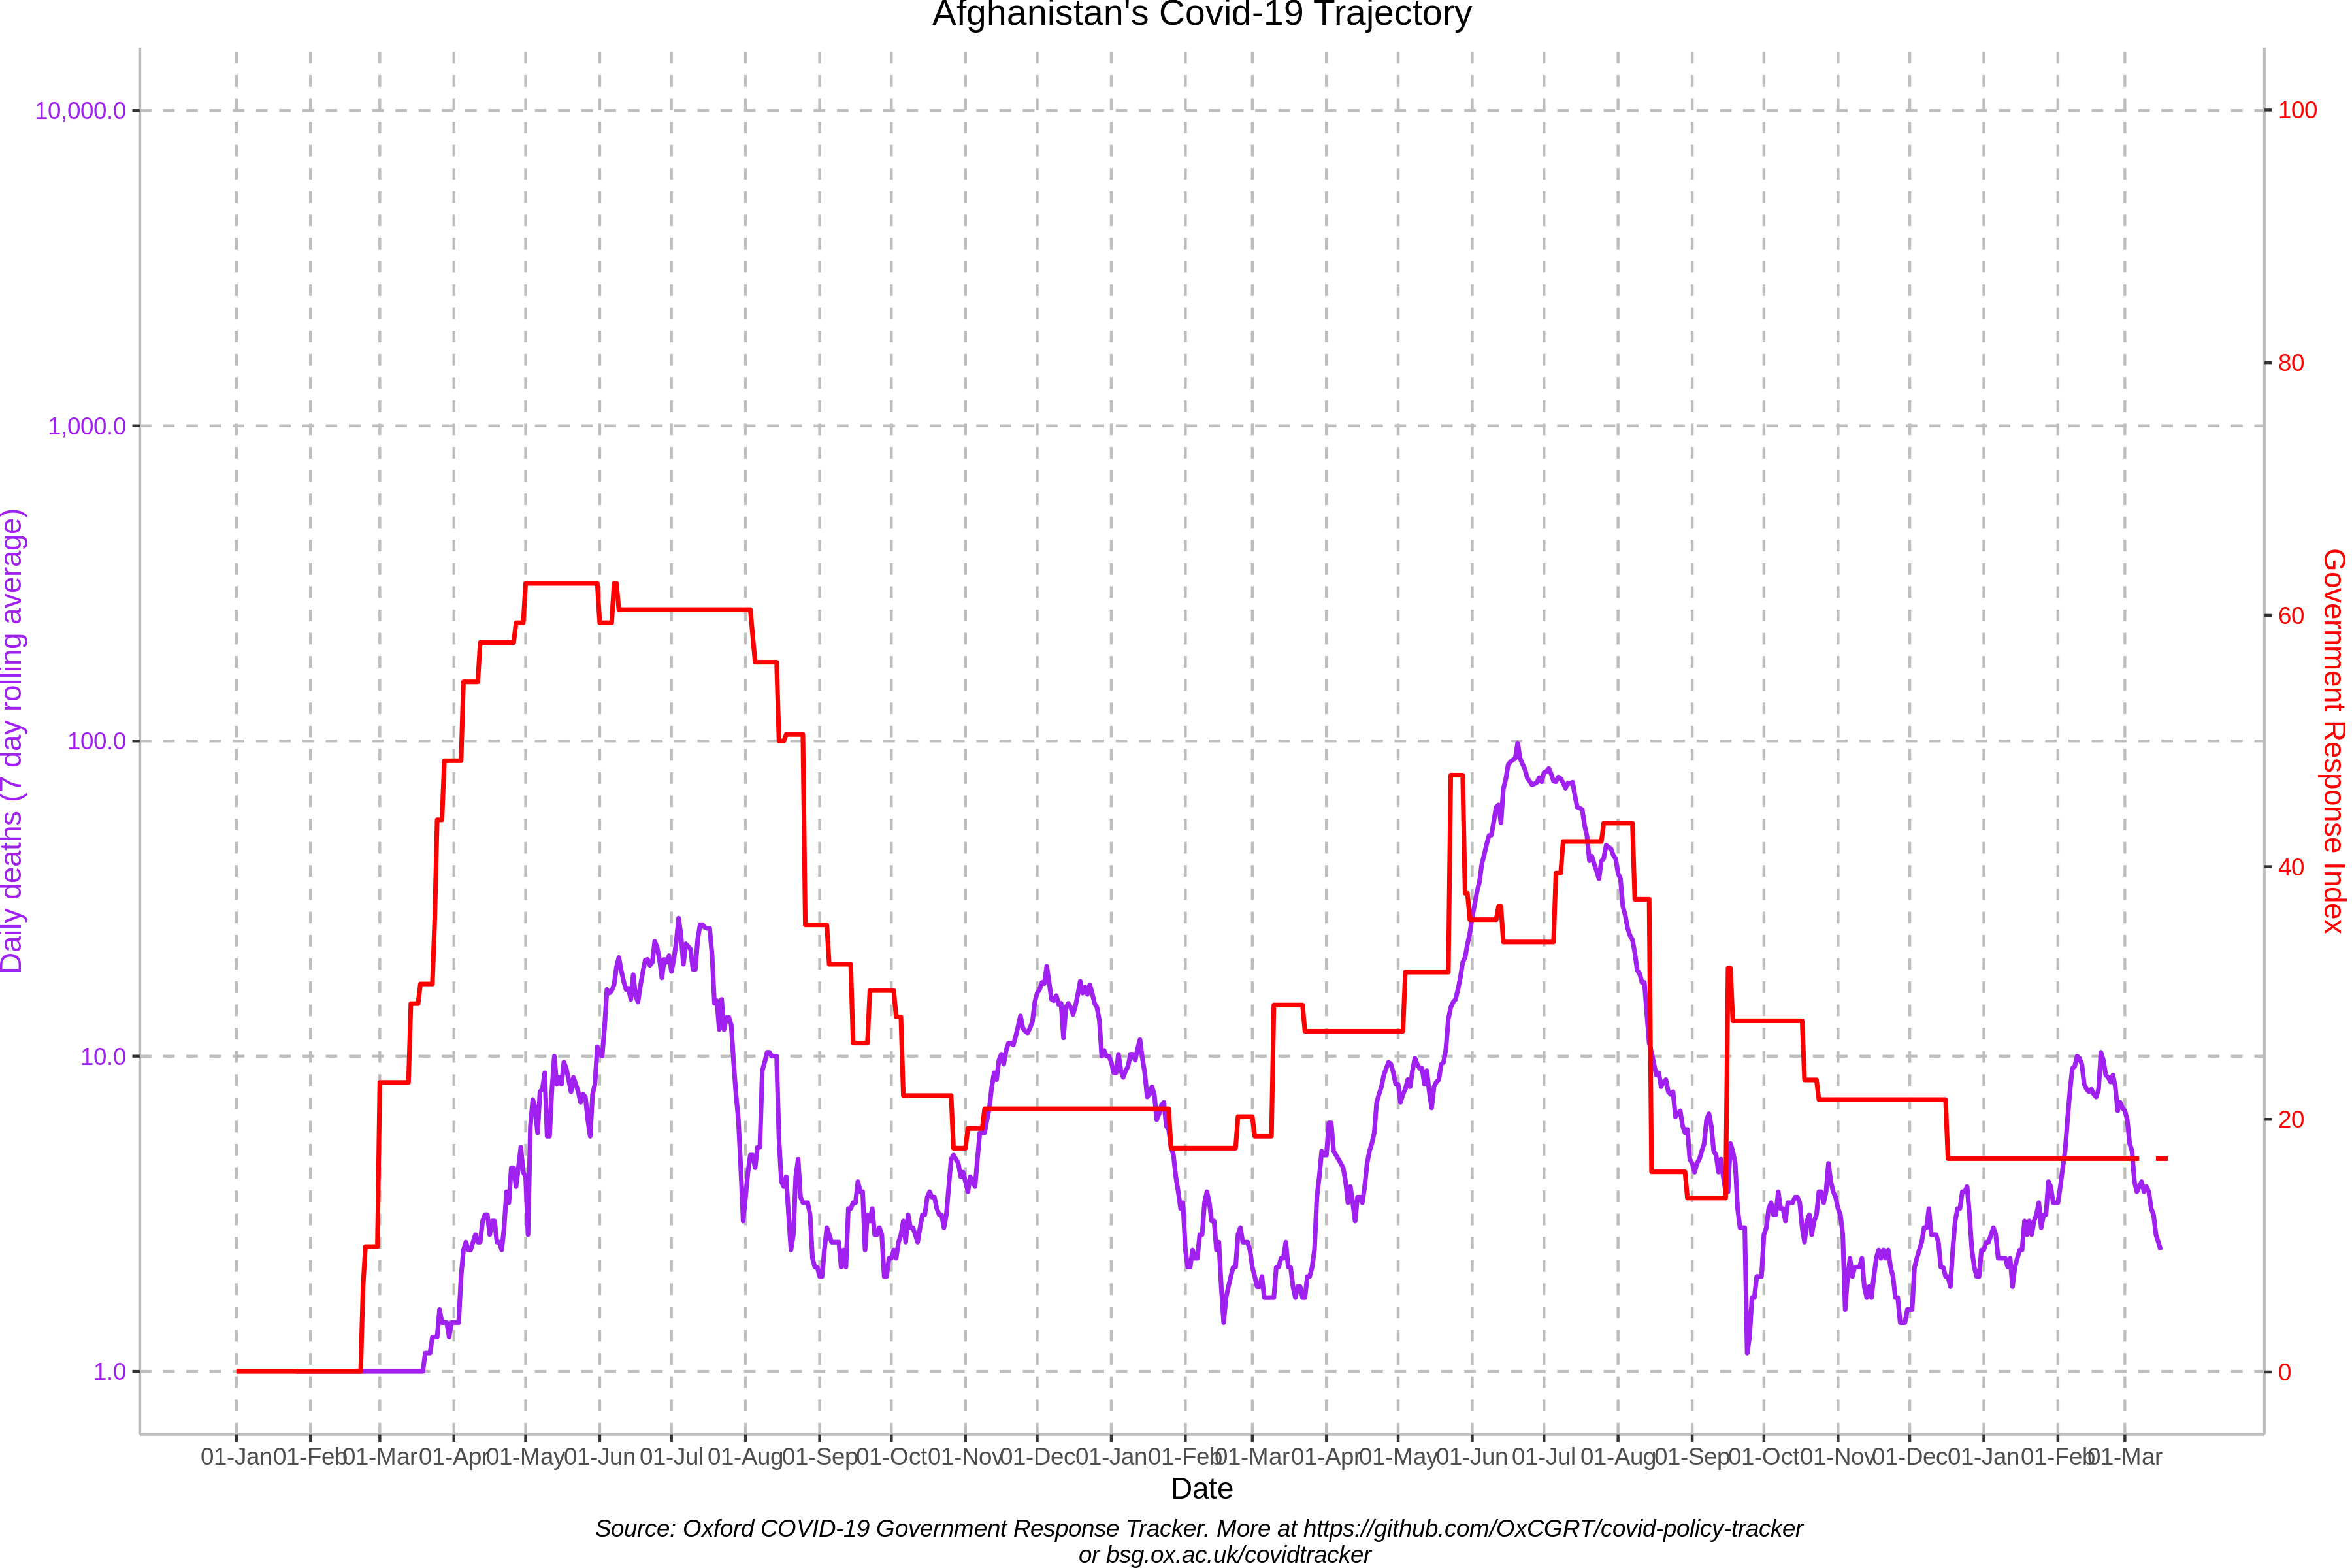 Afghanistan's Covid-19 Trajectory
10,000.0
1,000.0
100.0
10.0
1.0
Daily deaths (7 day rolling average)
100
80
60
40
20
0
Government Response Index
01-Jan 01-Feb 01-Mar 01-Apr 01-May 01-Jun 01-Jul 01-Aug 01-Sep 01-Oct 01-Nov 01-Dec 01-Jan 01-Feb 01-Mar 01-Apr 01-May 01-Jun 01-Jul 01-Aug 01-Sep 01-Oct 01-Nov 01-Dec 01-Jan 01-Feb 01-Mar
Date
Source: Oxford COVID-19 Government Response Tracker. More at https://github.com/OxCGRT/covid-policy-tracker
or bsg.ox.ac.uk/covidtracker